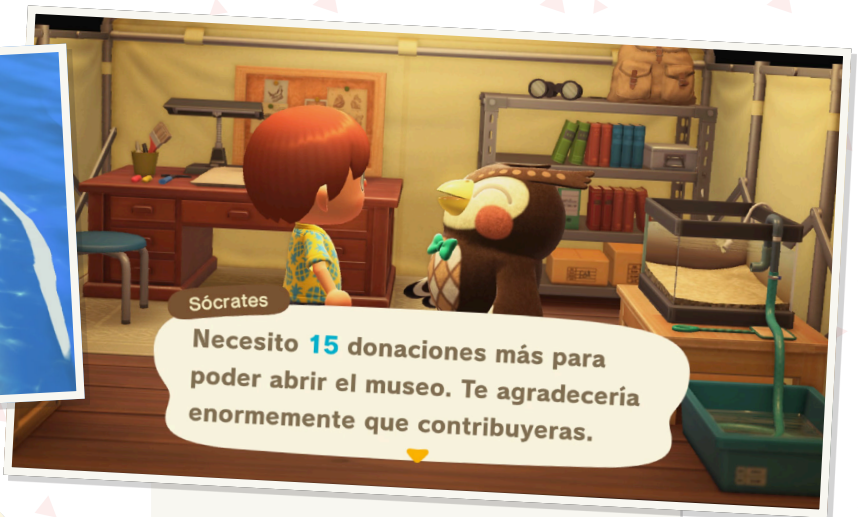 Sócrates
Necesito 15 donaciones más para
poder abrir el museo. Te agradecería
enormemente que contribuyeras.